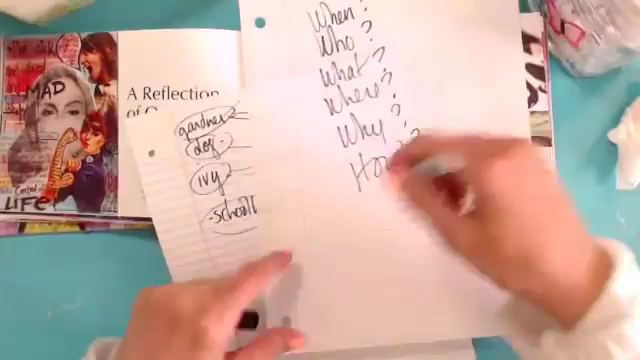 MAD
LIFE!
A Reflection
gardner
dog.
ivy
.school
When?
Who?
What?
Where?
Why?
How?